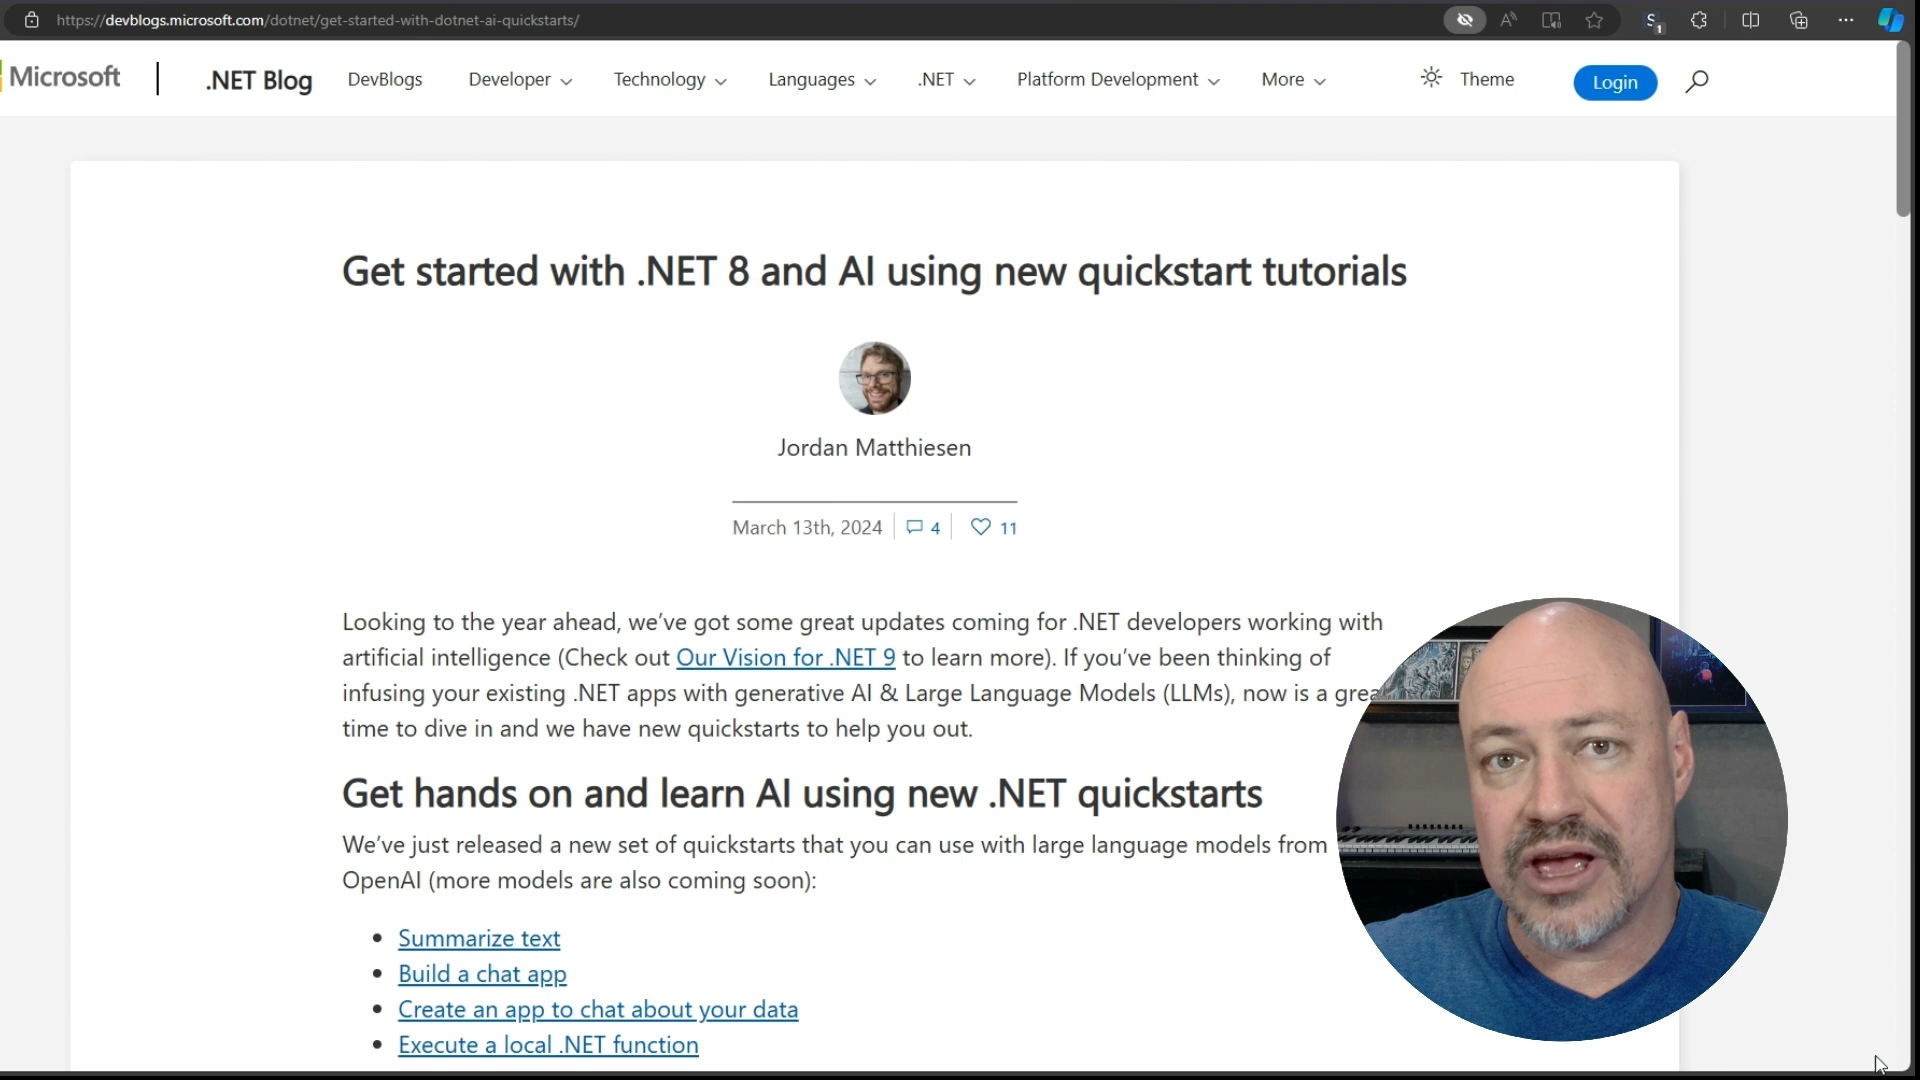 https://devblogs.microsoft.com/dotnet/get-started-with-dotnet-ai-quickstarts/
S 1
Microsoft .NET Blog DevBlogs Developer Technology Languages .NET Platform Development More Theme Login
Get started with .NET 8 and AI using new quickstart tutorials
Jordan Matthiesen
March 13th, 2024 4 11
Looking to the year ahead, we’ve got some great updates coming for .NET developers working with
artificial intelligence (Check out Our Vision for .NET 9 to learn more). If you’ve been thinking of
infusing your existing .NET apps with generative AI & Large Language Models (LLMs), now is a grea
time to dive in and we have new quickstarts to help you out.
Get hands on and learn AI using new .NET quickstarts
We’ve just released a new set of quickstarts that you can use with large language models from
OpenAI (more models are also coming soon):
• Summarize text
• Build a chat app
• Create an app to chat about your data
• Execute a local .NET function